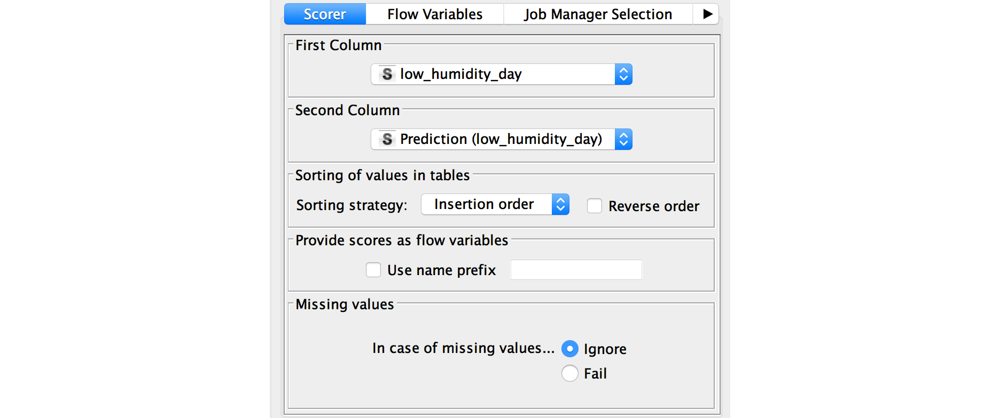 Scorer Flow Variables Job Manager Selection
First Column
S low_humidity_day
Second Column
S Prediction (low_humidity_day)
Sorting of values in tables
Sorting strategy: Insertion order Reverse order
Provide scores as flow variables
Use name prefix
Missing values
In case of missing values... Ignore
Fail